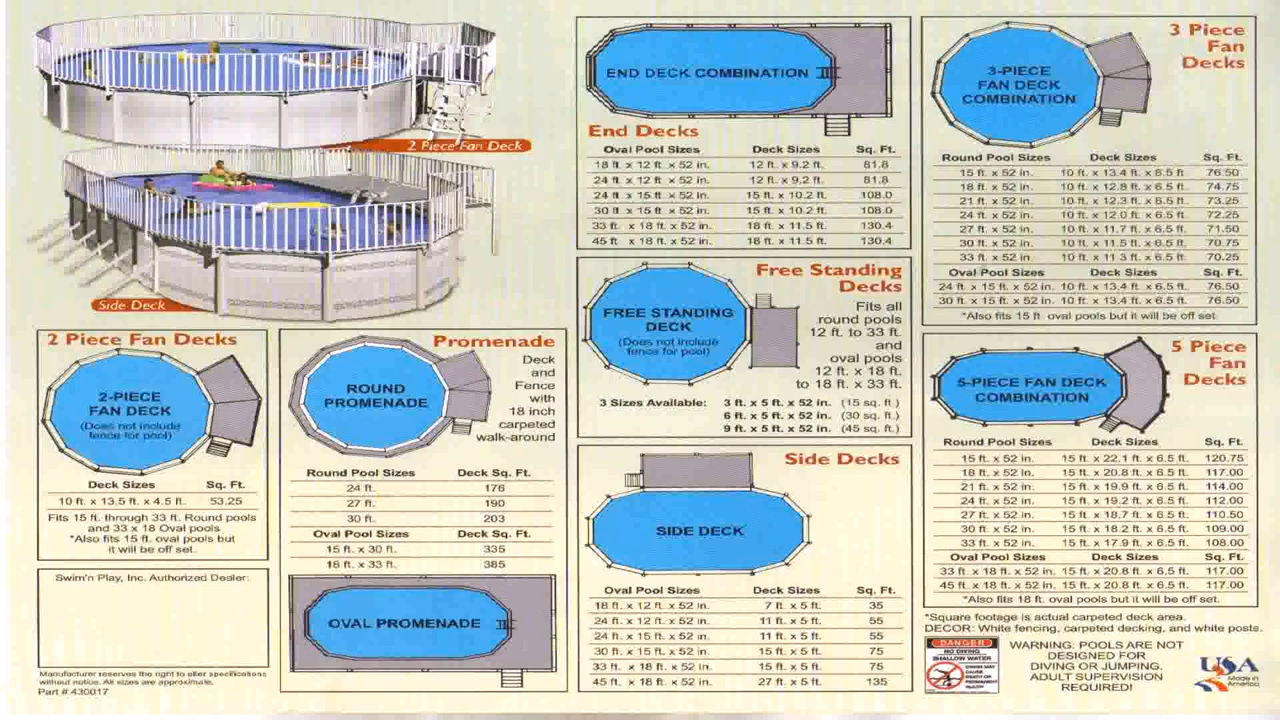 2 Piece Fan Deck
Side Deck
2 Piece Fan Decks
2-PIECE
FAN DECK
(Does not include
fence for pool)
Deck Sizes Sq. Ft.
10 ft. x 13.5 ft. x 4.5 ft. 53.25
Fits 15 ft. through 33 ft. Round pools
and 33 x 18 Oval pools
*Also fits 15 ft. oval pools but
it will be off set.
Swim'n Play, Inc. Authorized Dealer:
Manufacturer reserves the right to alter specifications
without notice. All sizes are approximate.
Part # 430017
Promenade
ROUND
PROMENADE
Deck
and
Fence
with
18 inch
carpeted
walk-around
Round Pool Sizes Deck Sq. Ft.
24 ft. 176
27 ft. 190
30 ft. 203
Oval Pool Sizes Deck Sq. Ft.
15 ft. x 30 ft. 335
18 ft. x 33 ft. 385
OVAL PROMENADE
END DECK COMBINATION
End Decks
Oval Pool Sizes Deck Sizes Sq. Ft.
18 ft. x 12 ft. x 52 in. 12 ft. x 9.2 ft. 81.8
24 ft. x 12 ft. x 52 in. 12 ft. x 9.2 ft. 81.8
24 ft. x 15 ft. x 52 in. 15 ft. x 10.2 ft. 108.0
30 ft. x 15 ft. x 52 in. 15 ft. x 10.2 ft. 108.0
33 ft. x 18 ft. x 52 in. 18 ft. x 11.5 ft. 130.4
45 ft. x 18 ft. x 52 in. 18 ft. x 11.5 ft. 130.4
Free Standing
Decks
FREE STANDING
DECK
(Does not include
fence for pool)
Fits all
round pools
12 ft. to 33 ft.
and
oval pools
12 ft. x 18 ft.
to 18 ft. x 33 ft.
3 Sizes Available: 3 ft. x 5 ft. x 52 in. (15 sq. ft.)
6 ft. x 5 ft. x 52 in. (30 sq. ft.)
9 ft. x 5 ft. x 52 in. (45 sq. ft.)
Side Decks
SIDE DECK
Oval Pool Sizes Deck Sizes Sq. Ft.
18 ft. x 12 ft. x 52 in. 7 ft. x 5 ft. 35
24 ft. x 12 ft. x 52 in. 11 ft. x 5 ft. 55
24 ft. x 15 ft. x 52 in. 11 ft. x 5 ft. 55
30 ft. x 15 ft. x 52 in. 15 ft. x 5 ft. 75
33 ft. x 18 ft. x 52 in. 15 ft. x 5 ft. 75
45 ft. x 18 ft. x 52 in. 27 ft. x 5 ft. 135
3 Piece
Fan
Decks
3-PIECE
FAN DECK
COMBINATION
Round Pool Sizes Deck Sizes Sq. Ft.
15 ft. x 52 in. 10 ft. x 13.4 ft. x 6.5 ft 76.50
18 ft. x 52 in. 10 ft. x 12.8 ft. x 6.5 ft. 74.75
21 ft. x 52 in. 10 ft. x 12.3 ft. x 6.5 ft. 73.25
24 ft. x 52 in. 10 ft. x 12.0 ft. x 6.5 ft. 72.25
27 ft. x 52 in. 10 ft. x 11.7 ft. x 6.5 ft. 71.50
30 ft. x 52 in. 10 ft. x 11.5 ft. x 6.5 ft. 70.75
33 ft. x 52 in. 10 ft. x 11.3 ft. x 6.5 ft. 70.25
Oval Pool Sizes Deck Sizes Sq. Ft.
24 ft. x 15 ft. x 52 in. 10 ft. x 13.4 ft. x 6.5 ft. 76.50
30 ft. x 15 ft. x 52 in. 10 ft. x 13.4 ft. x 6.5 ft. 76.50
*Also fits 15 ft. oval pools but it will be off set.
5 Piece
Fan
Decks
5-PIECE FAN DECK
COMBINATION
Round Pool Sizes Deck Sizes Sq. Ft.
15 ft. x 52 in. 15 ft. x 22.1 ft. x 6.5 ft. 120.75
18 ft. x 52 in. 15 ft. x 20.8 ft. x 6.5 ft. 117.00
21 ft. x 52 in. 15 ft. x 19.9 ft. x 6.5 ft. 114.00
24 ft. x 52 in. 15 ft. x 19.2 ft. x 6.5 ft. 112.00
27 ft. x 52 in. 15 ft. x 18.7 ft. x 6.5 ft. 110.50
30 ft. x 52 in. 15 ft. x 18.2 ft. x 6.5 ft. 109.00
33 ft. x 52 in. 15 ft. x 17.9 ft. x 6.5 ft. 108.00
Oval Pool Sizes Deck Sizes Sq. Ft.
33 ft. x 18 ft. x 52 in. 15 ft. x 20.8 ft. x 6.5 ft. 117.00
45 ft. x 18 ft. x 52 in. 15 ft. x 20.8 ft. x 6.5 ft. 117.00
*Also fits 18 ft. oval pools but it will be off set.
*Square footage is actual carpeted deck area.
DECOR: White fencing, carpeted decking, and white posts.
DANGER
NO DIVING
SHALLOW WATER
DIVING MAY
CAUSE
DEATH OR
PERMANENT
INJURY
WARNING: POOLS ARE NOT
DESIGNED FOR
DIVING OR JUMPING.
ADULT SUPERVISION
REQUIRED!
USA
Made in
America